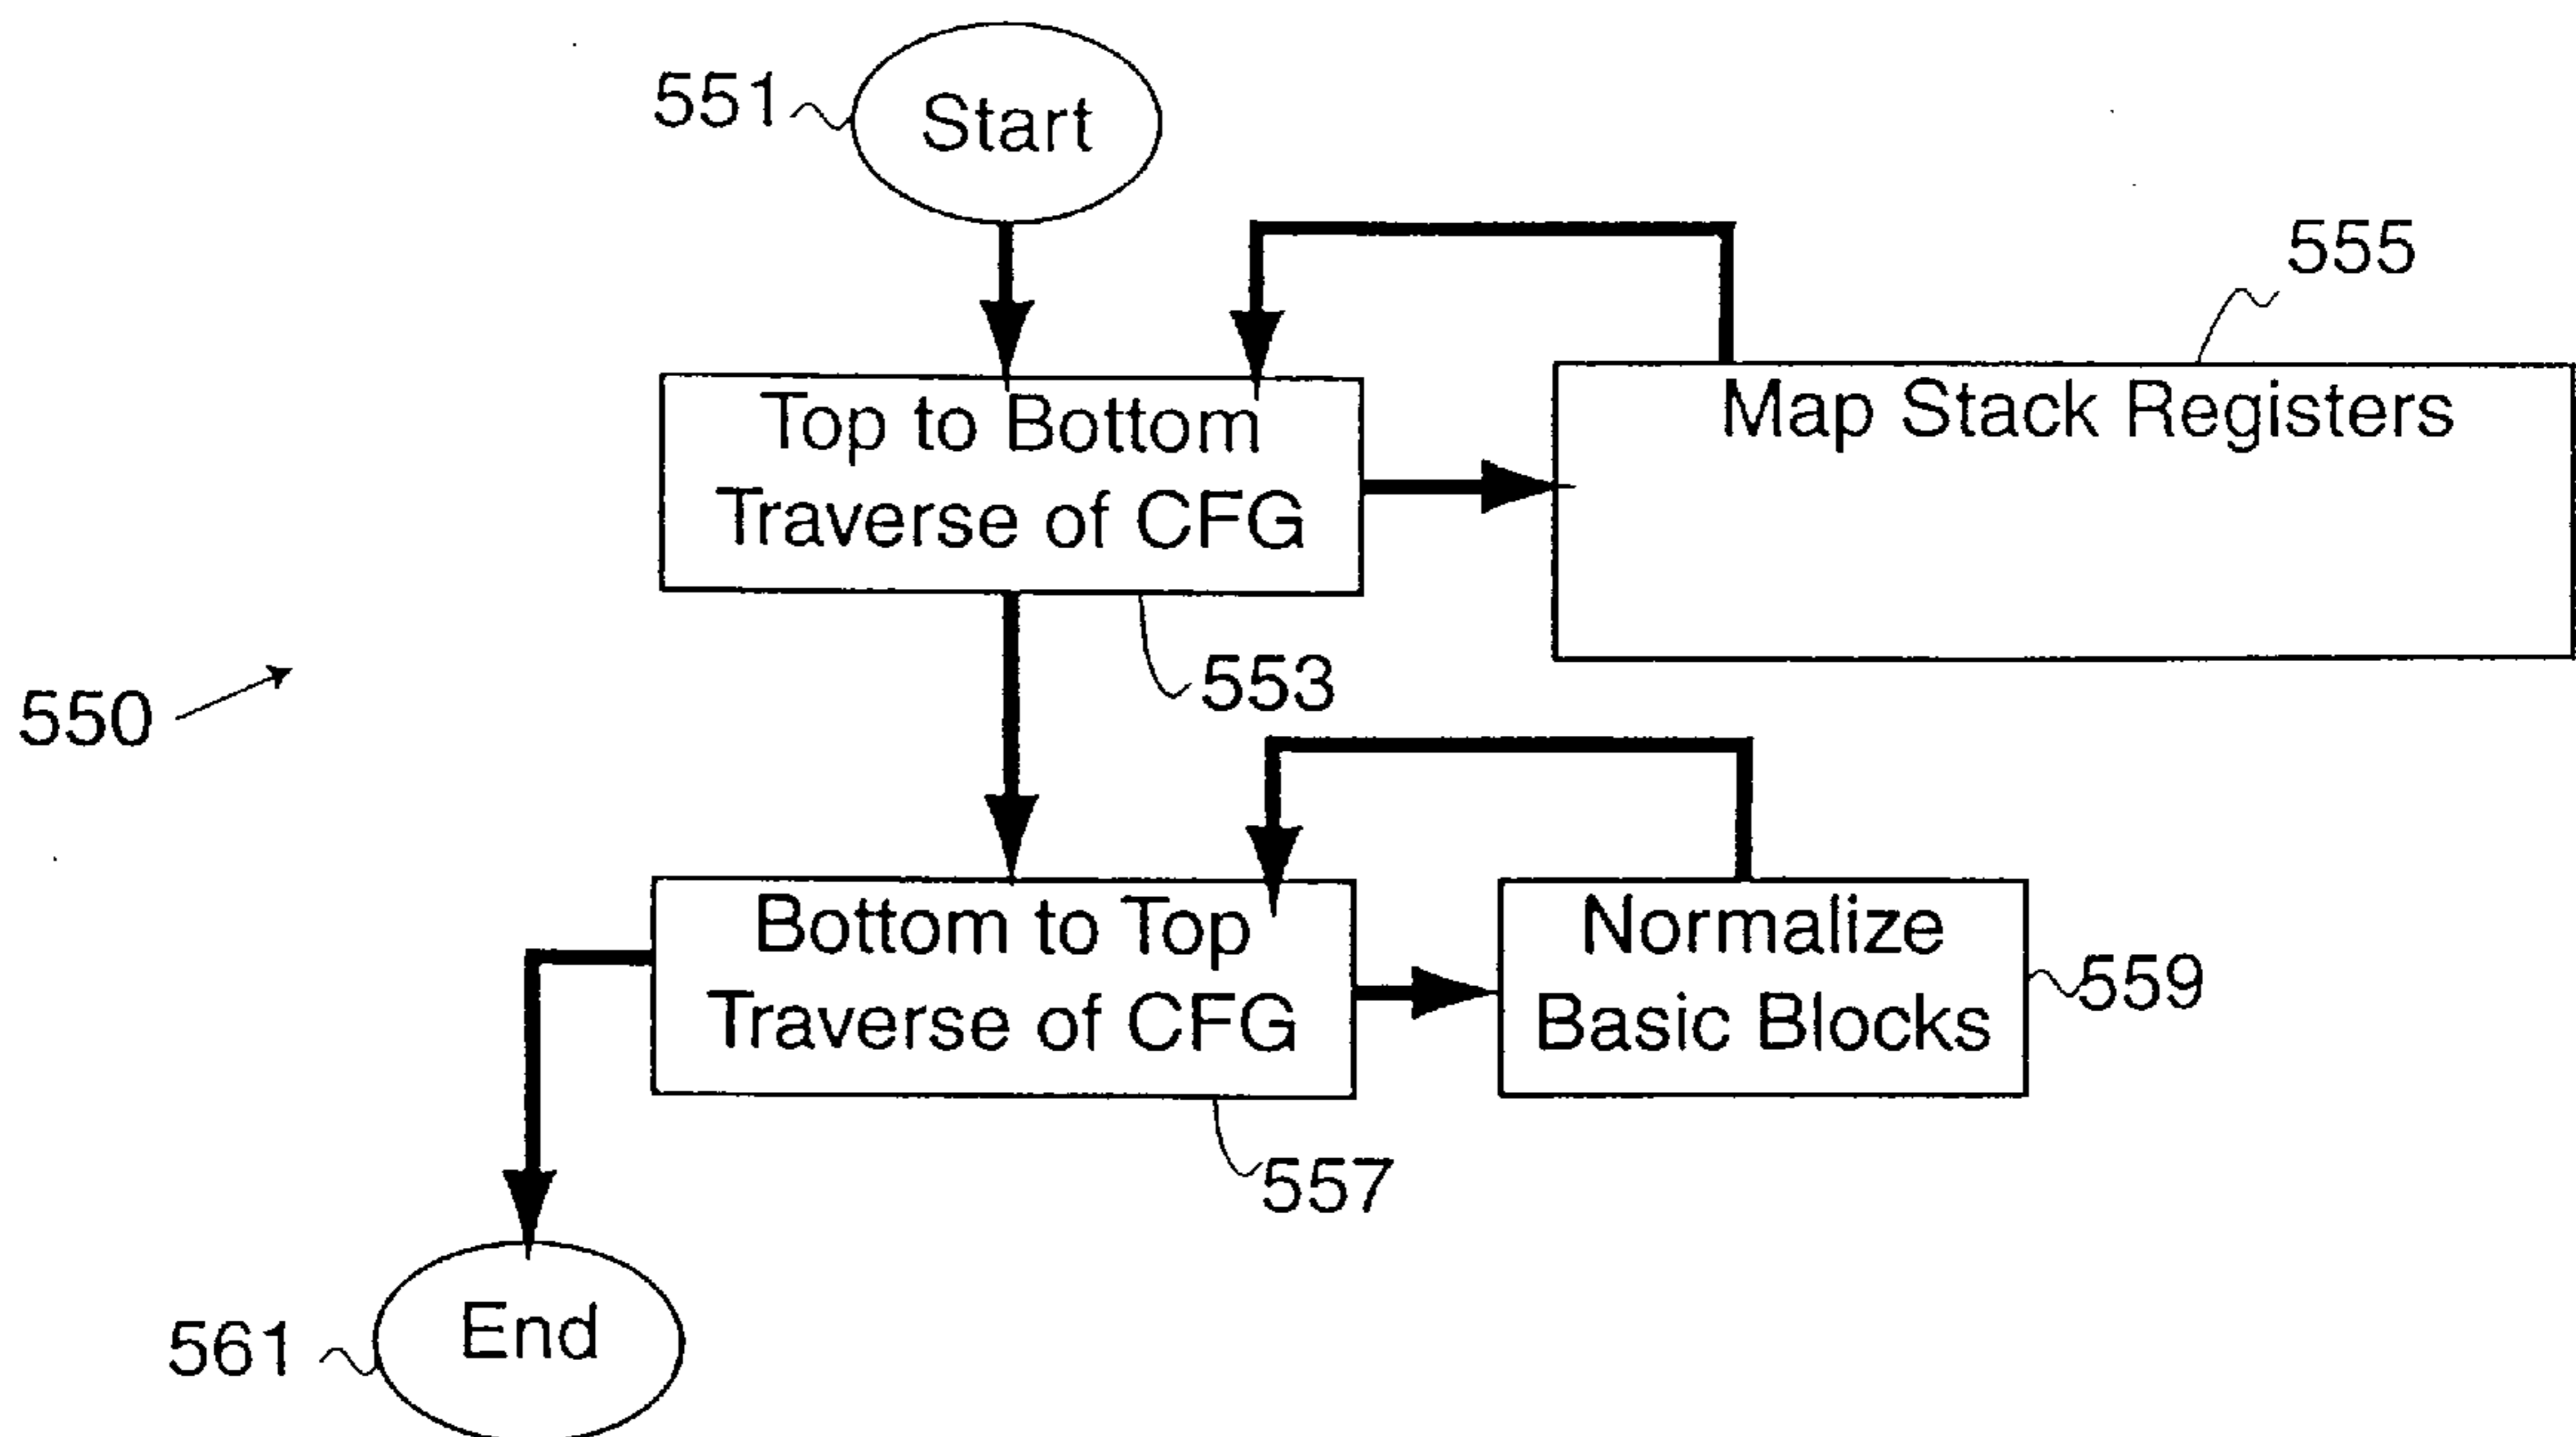 551
Start
555
Map Stack Registers
Top to Bottom
Traverse of CFG
553
550
Bottom to Top
Traverse of CFG
Normalize
Basic Blocks
559
557
561
End